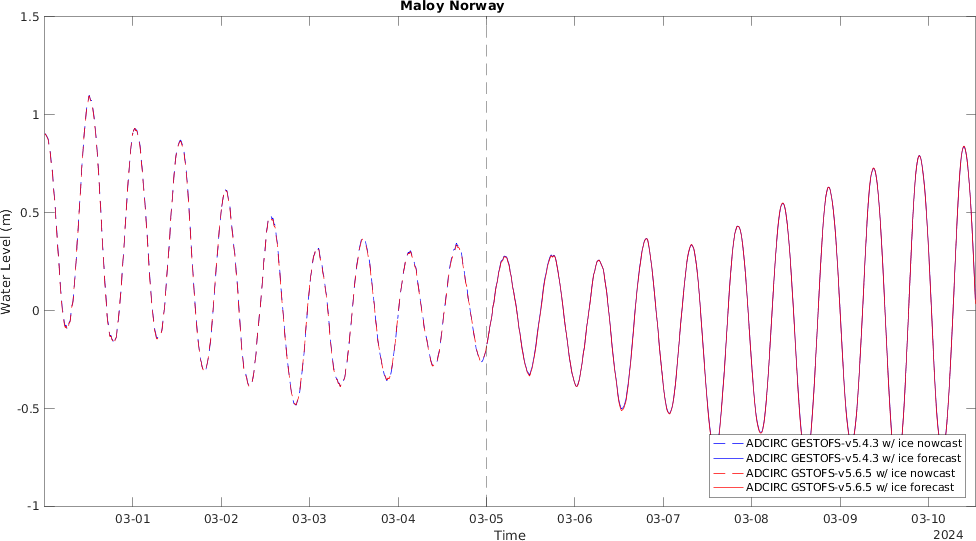 Maloy Norway
1.5
1
0.5
0
-0.5
-1
Water Level (m)
ADCIRC GESTOFS-v5.4.3 w/ ice nowcast
ADCIRC GESTOFS-v5.4.3 w/ ice forecast
ADCIRC GSTOFS-v5.6.5 w/ ice nowcast
ADCIRC GSTOFS-v5.6.5 w/ ice forecast
03-01 03-02 03-03 03-04 03-05 03-06 03-07 03-08 03-09 03-10
Time
2024